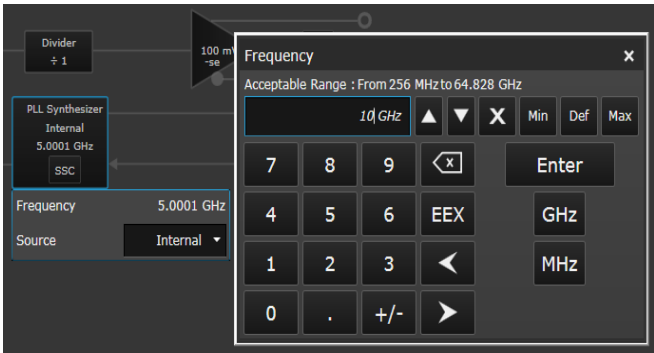 Divider
÷ 1
100 m
-se
PLL Synthesizer
Internal
5.0001 GHz
SSC
Frequency 5.0001 GHz
Source Internal
Frequency x
Acceptable Range : From 256 MHz to 64.828 GHz
10 GHz X Min Def Max
7 8 9 Enter
4 5 6 EEX GHz
1 2 3 MHz
0 . +/-